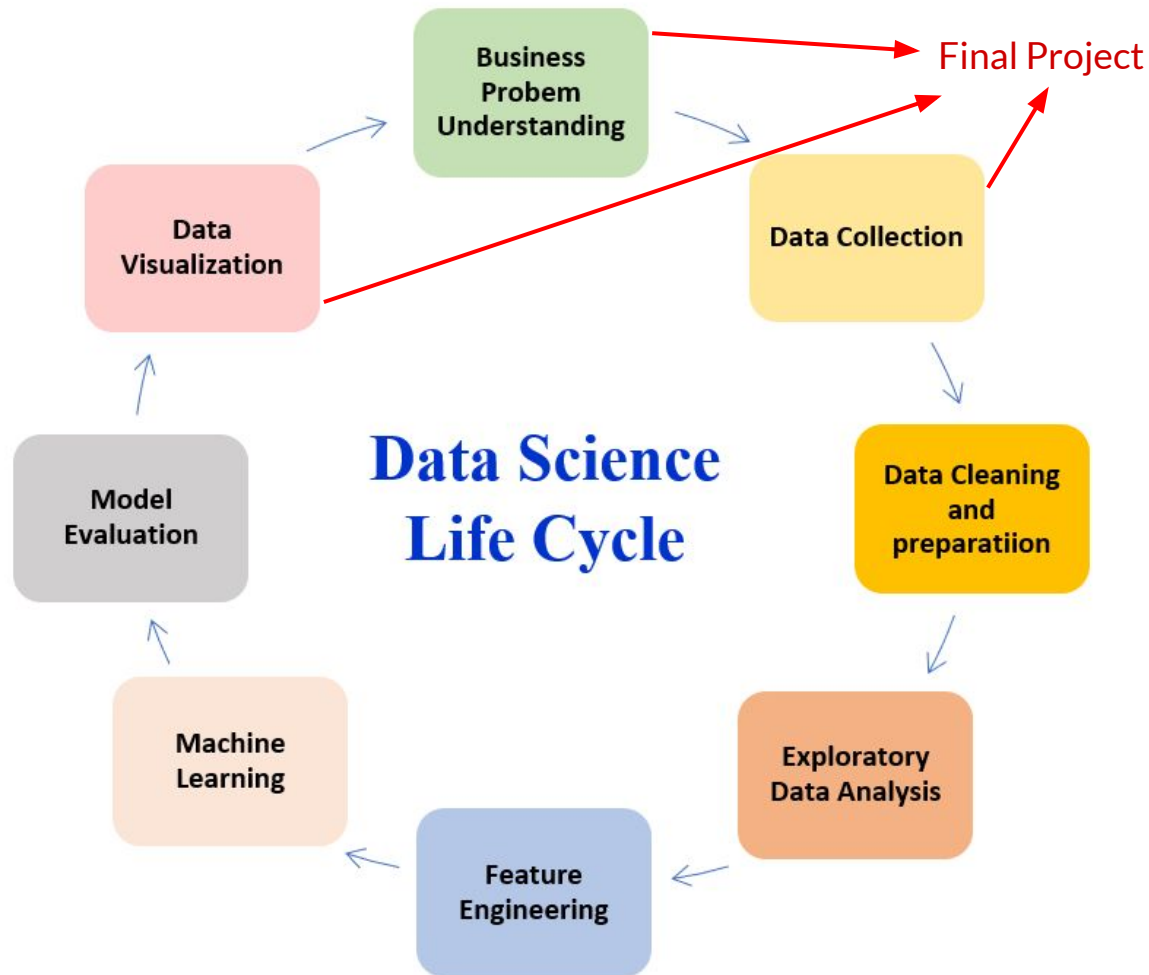 Business
Probem
Understanding
Final Project
Data
Visualization
Data Collection
Data Science
Life Cycle
Model
Evaluation
Data Cleaning
and
preparatiion
Machine
Learning
Exploratory
Data Analysis
Feature
Engineering